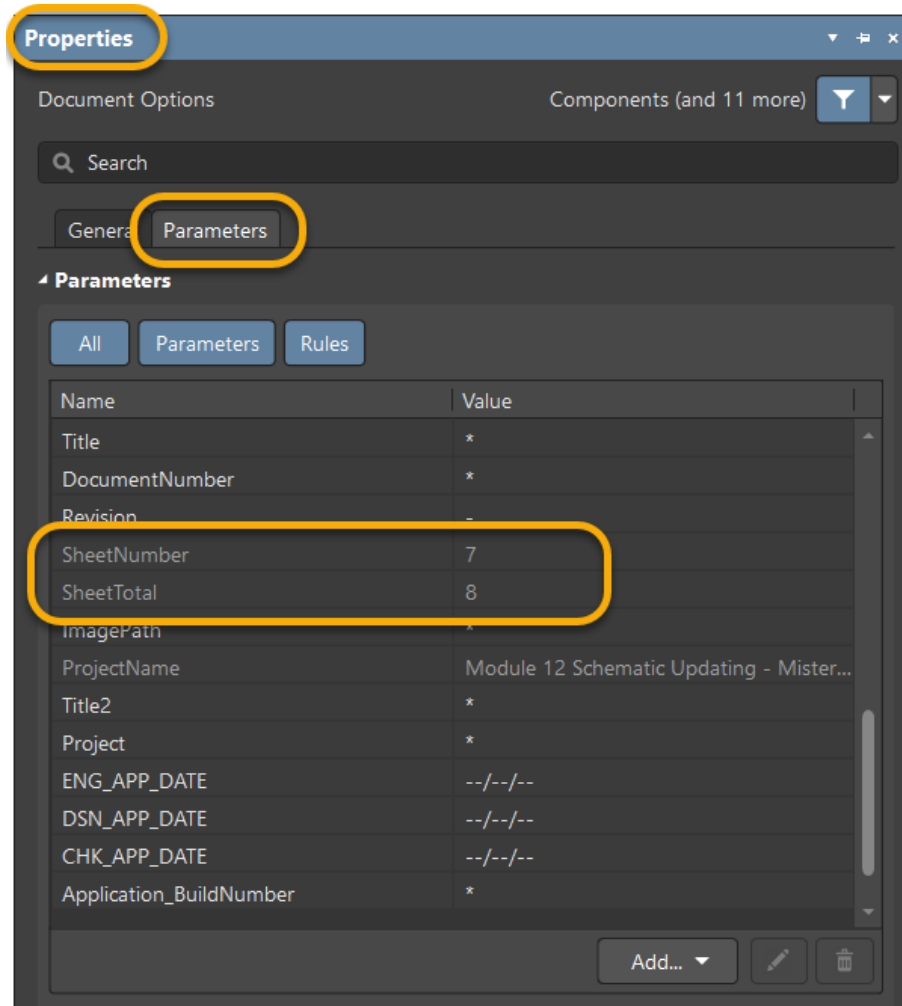 Properties
Document Options Components (and 11 more)
Search
General Parameters
Parameters
All Parameters Rules
Name Value
Title *
DocumentNumber *
Revision -
SheetNumber 7
SheetTotal 8
ImagePath *
ProjectName Module 12 Schematic Updating - Mister...
Title2 *
Project *
ENG_APP_DATE --/--/--
DSN_APP_DATE --/--/--
CHK_APP_DATE --/--/--
Application_BuildNumber *
Add...